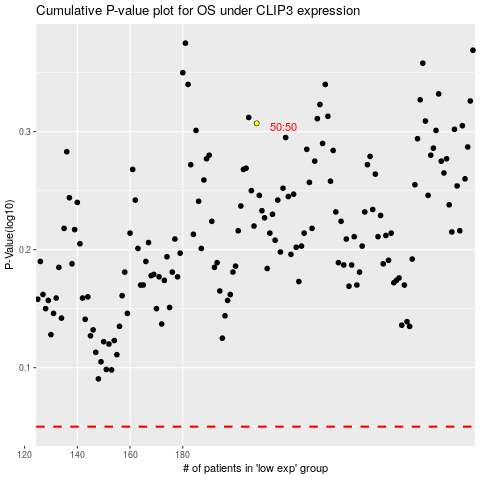 Cumulative P-value plot for OS under CLIP3 expression
0.3
0.2
0.1
P-Value(log10)
50:50
120 140 160 180
# of patients in 'low exp' group